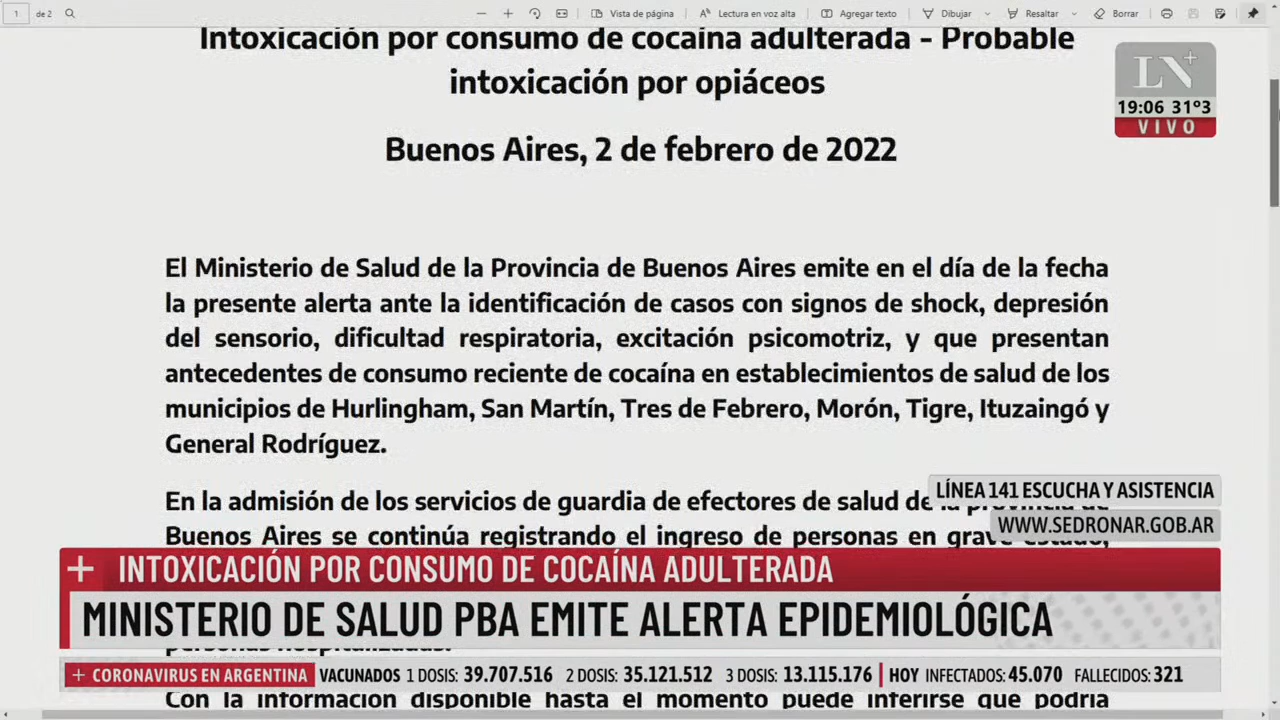 1 de 2
Vista de página
Lectura en voz alta
Agregar texto
Dibujar
Resaltar
Borrar
Intoxicación por consumo de cocaína adulterada - Probable
intoxicación por opiáceos
Buenos Aires, 2 de febrero de 2022
LN+
19:06 31º3
VIVO
El Ministerio de Salud de la Provincia de Buenos Aires emite en el día de la fecha
la presente alerta ante la identificación de casos con signos de shock, depresión
del sensorio, dificultad respiratoria, excitación psicomotriz, y que presentan
antecedentes de consumo reciente de cocaína en establecimientos de salud de los
municipios de Hurlingham, San Martín, Tres de Febrero, Morón, Tigre, Ituzaingó y
General Rodríguez.
En la admisión de los servicios de guardia de efectores de salud de la provincia de
Buenos Aires se continúa registrando el ingreso de personas en grave estado,
LÍNEA 141 ESCUCHA Y ASISTENCIA
WWW.SEDRONAR.GOB.AR
+ INTOXICACIÓN POR CONSUMO DE COCAÍNA ADULTERADA
MINISTERIO DE SALUD PBA EMITE ALERTA EPIDEMIOLÓGICA
personas hospitalizadas.
+ CORONAVIRUS EN ARGENTINA VACUNADOS 1 DOSIS: 39.707.516 2 DOSIS: 35.121.512 3 DOSIS: 13.115.176 HOY INFECTADOS: 45.070 FALLECIDOS: 321
Con la información disponible hasta el momento puede inferirse que podría